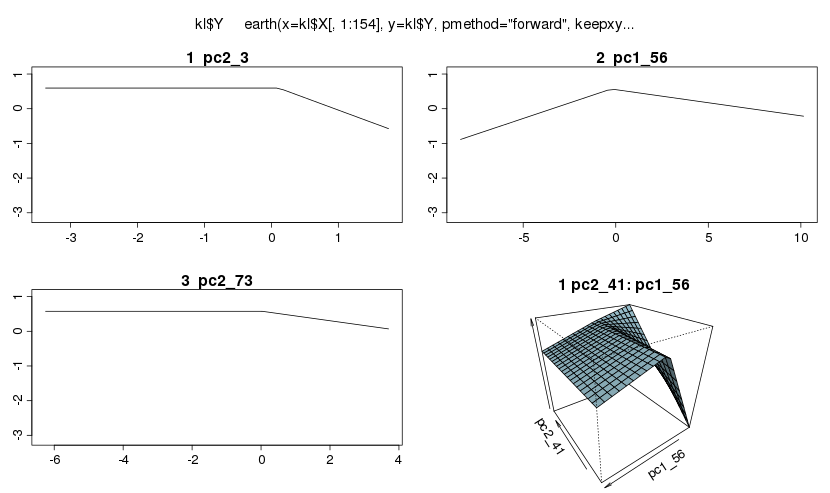 kl$Y earth(x=kl$X[, 1:154], y=kl$Y, pmethod="forward", keepxy...
1 pc2_3
1
0
-1
-2
-3
-3 -2 -1 0 1
2 pc1_56
1
0
-1
-2
-3
-5 0 5 10
3 pc2_73
1
0
-1
-2
-3
-6 -4 -2 0 2 4
1 pc2_41: pc1_56
pc2_41
pc1_56